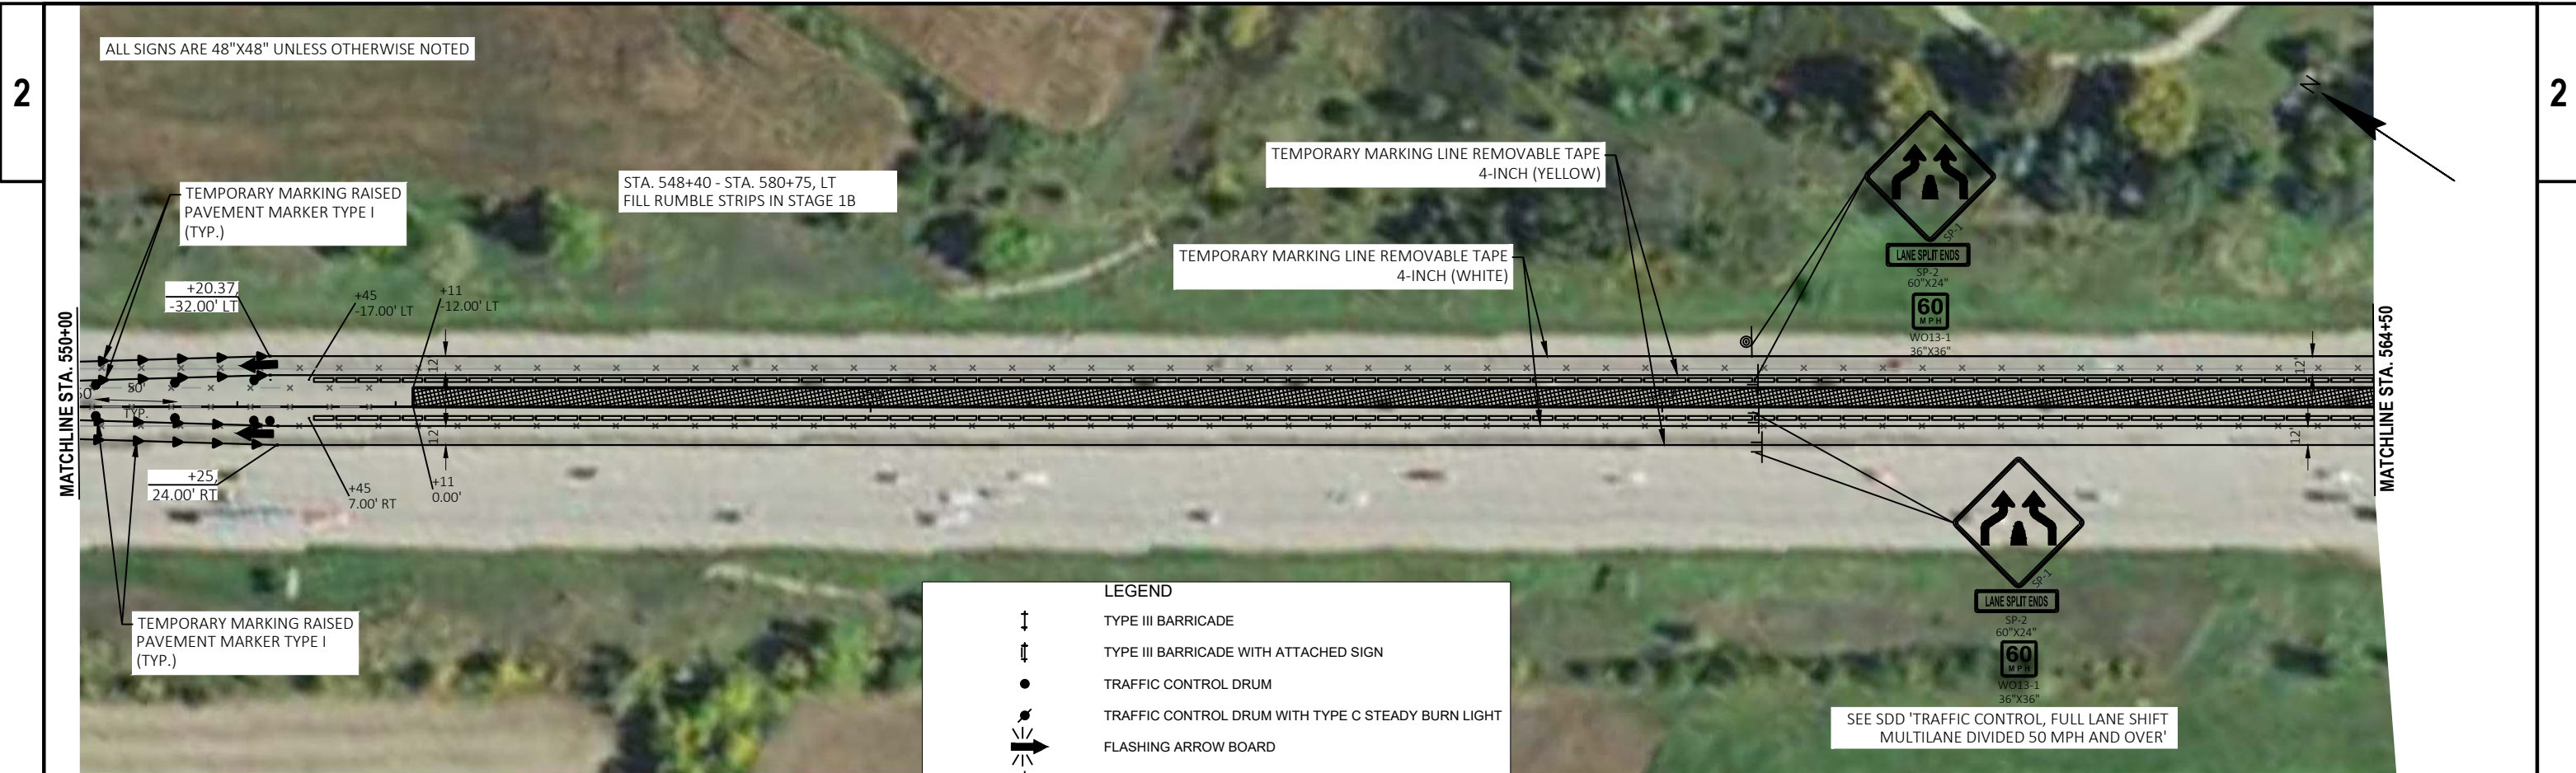 2
ALL SIGNS ARE 48"X48" UNLESS OTHERWISE NOTED
2
N
TEMPORARY MARKING RAISED
PAVEMENT MARKER TYPE I
(TYP.)
STA. 548+40 - STA. 580+75, LT
FILL RUMBLE STRIPS IN STAGE 1B
TEMPORARY MARKING LINE REMOVABLE TAPE
4-INCH (YELLOW)
TEMPORARY MARKING LINE REMOVABLE TAPE
4-INCH (WHITE)
SP-1
LANE SPLIT ENDS
SP-2
60"X24"
60
MPH
WO13-1
36"X36"
+20.37,
-32.00' LT
+45
-17.00' LT
+11
-12.00' LT
MATCHLINE STA. 550+00
MATCHLINE STA. 564+50
12'
12'
50'
TYP.
12'
12'
+25,
24.00' RT
+45
7.00' RT
+11
0.00'
TEMPORARY MARKING RAISED
PAVEMENT MARKER TYPE I
(TYP.)
SP-1
LANE SPLIT ENDS
SP-2
60"X24"
60
MPH
WO13-1
36"X36"
SEE SDD 'TRAFFIC CONTROL, FULL LANE SHIFT
MULTILANE DIVIDED 50 MPH AND OVER'
LEGEND
TYPE III BARRICADE
TYPE III BARRICADE WITH ATTACHED SIGN
TRAFFIC CONTROL DRUM
TRAFFIC CONTROL DRUM WITH TYPE C STEADY BURN LIGHT
FLASHING ARROW BOARD